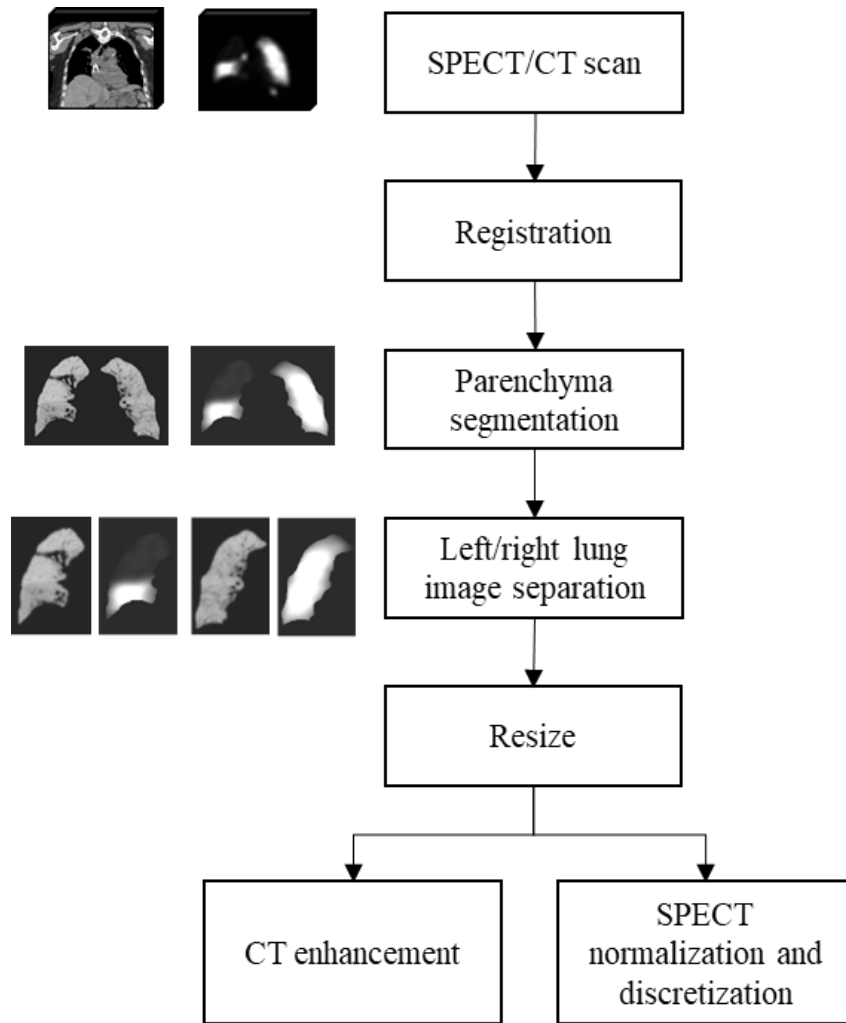 SPECT/CT scan
Registration
Parenchyma
segmentation
Left/right lung
image separation
Resize
CT enhancement
SPECT
normalization and
discretization